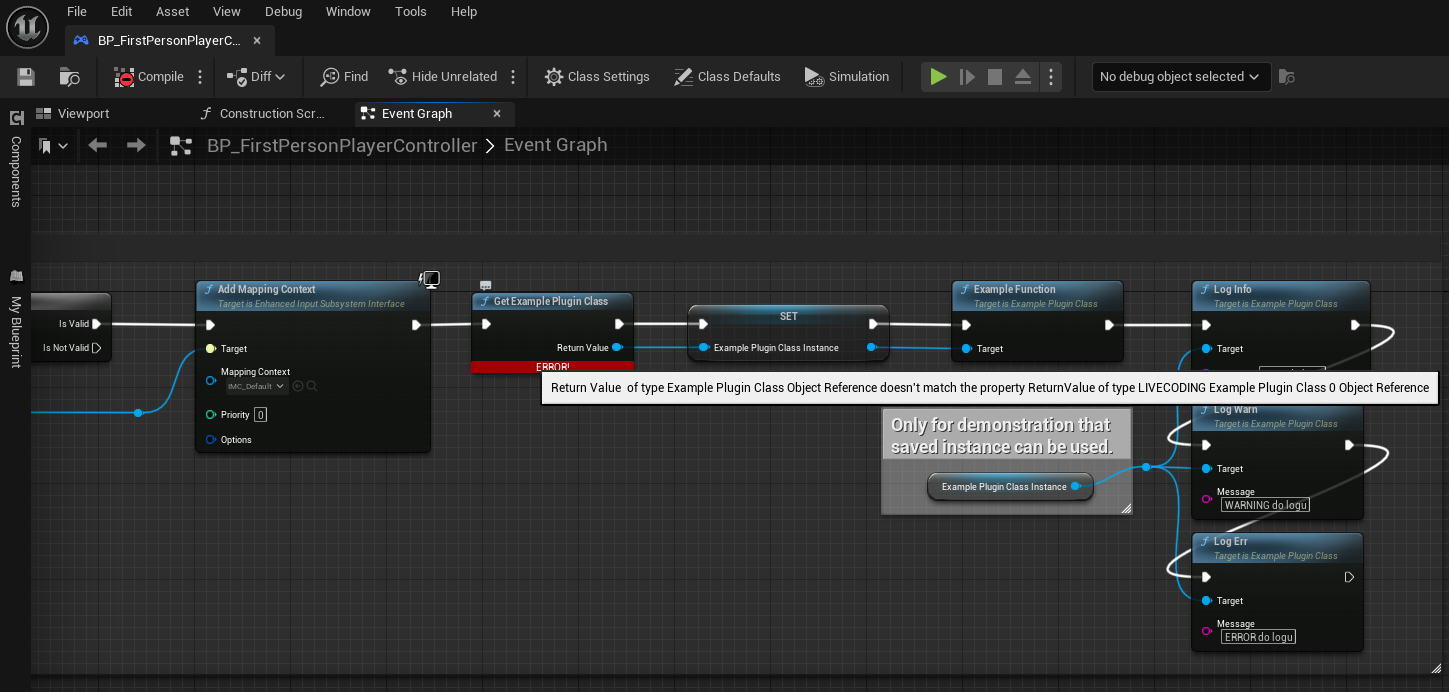 File Edit Asset View Debug Window Tools Help
BP_FirstPersonPlayerC...
Compile Diff Find Hide Unrelated Class Settings Class Defaults Simulation No debug object selected
Viewport Construction Scr... Event Graph
BP_FirstPersonPlayerController > Event Graph
Components
My Blueprint
Is Valid
Is Not Valid
Add Mapping Context
Target is Enhanced Input Subsystem Interface
Target
Mapping Context
IMC_Default
Priority 0
Options
Get Example Plugin Class
Return Value
ERROR!
SET
Example Plugin Class Instance
Example Function
Target is Example Plugin Class
Target
Log Info
Target is Example Plugin Class
Target
Return Value of type Example Plugin Class Object Reference doesn't match the property ReturnValue of type LIVECODING Example Plugin Class 0 Object Reference
Only for demonstration that
saved instance can be used.
Example Plugin Class Instance
Log Warn
Target is Example Plugin Class
Target
Message
WARNING do logu
Log Err
Target is Example Plugin Class
Target
Message
ERROR do logu